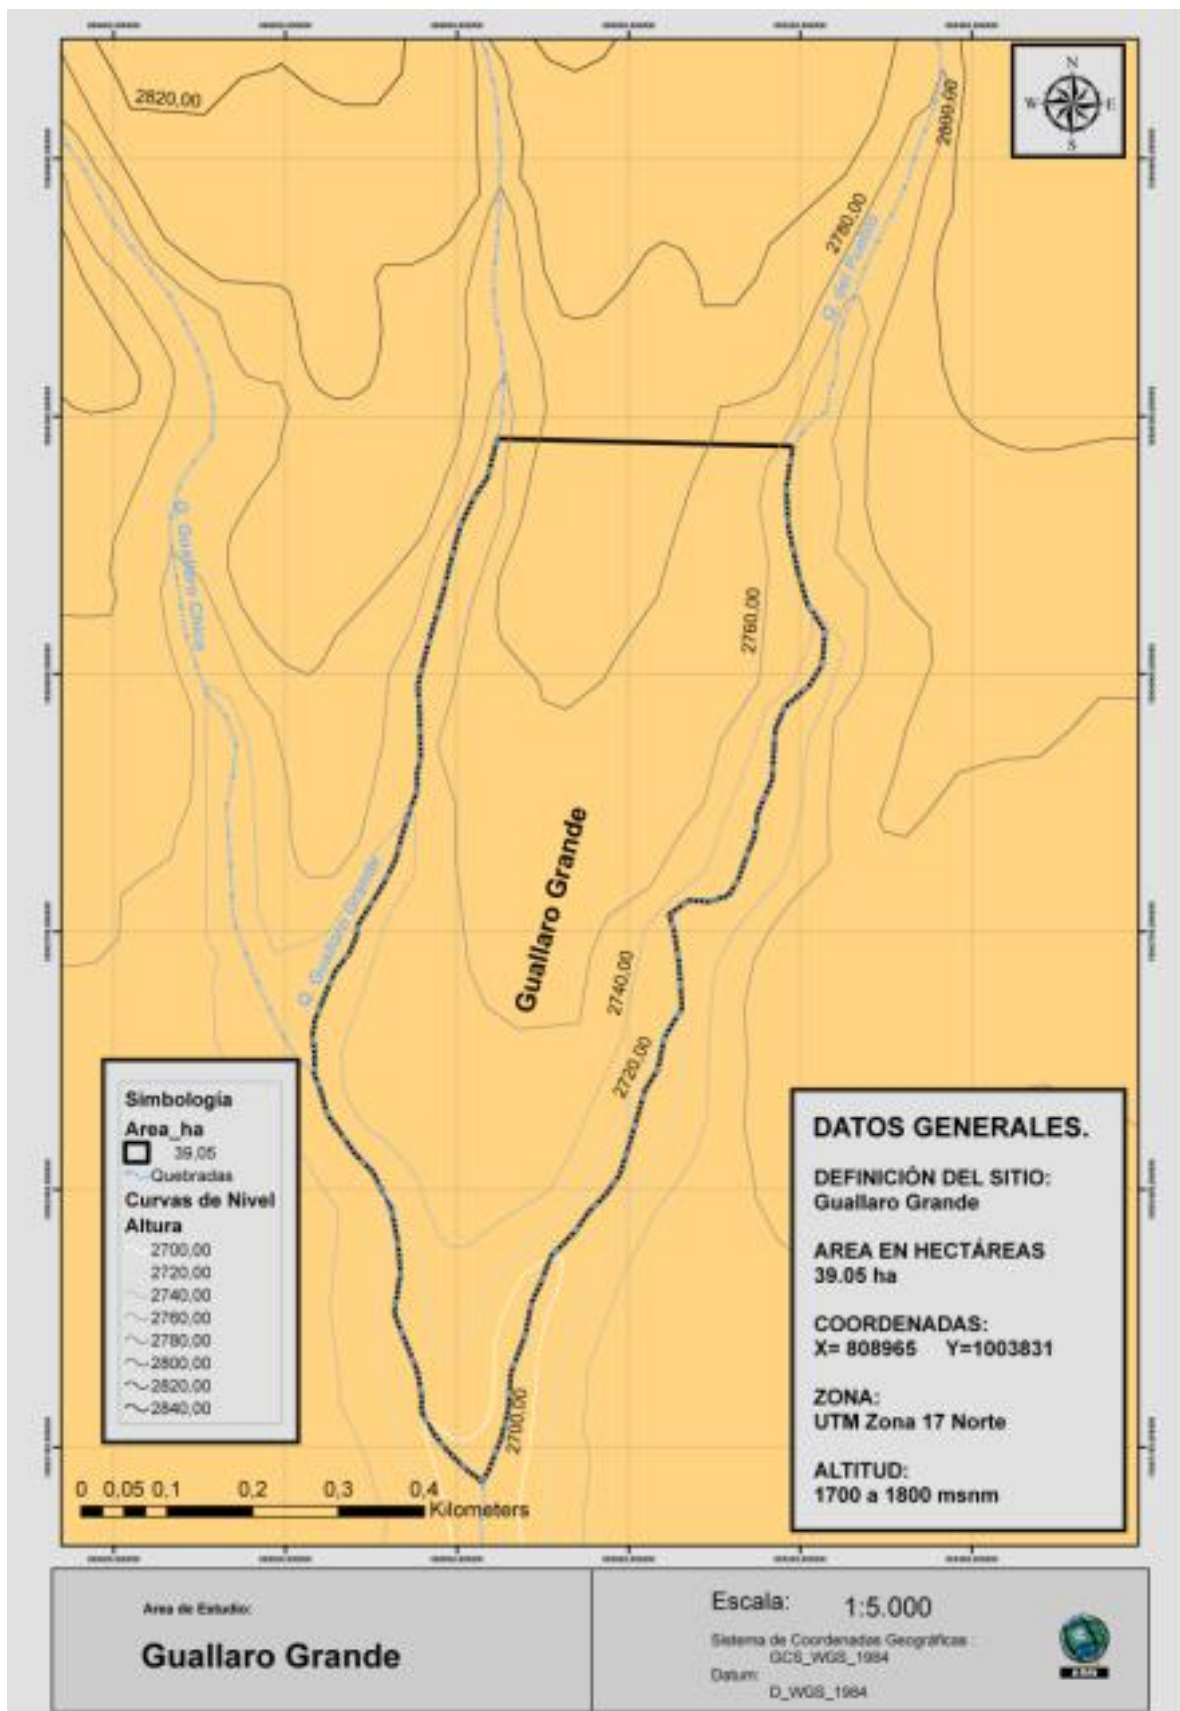 N
W E
S
2820,00
2800,00
2780,00
Q. del Pueblo
Q. Guallaro Chico
2760,00
Guallaro Grande
Q. Guallaro Grande
2740,00
2720,00
2700,00
Simbología
Area_ha
39,05
Quebradas
Curvas de Nivel
Altura
2700,00
2720,00
2740,00
2760,00
2780,00
2800,00
2820,00
2840,00
0 0,05 0,1 0,2 0,3 0,4
Kilometers
DATOS GENERALES.
DEFINICIÓN DEL SITIO:
Guallaro Grande
AREA EN HECTÁREAS
39.05 ha
COORDENADAS:
X= 808965 Y=1003831
ZONA:
UTM Zona 17 Norte
ALTITUD:
1700 a 1800 msnm
Area de Estudio:
Guallaro Grande
Escala: 1:5.000
Sistema de Coordenadas Geográficas :
GCS_WGS_1984
Datum:
D_WGS_1984